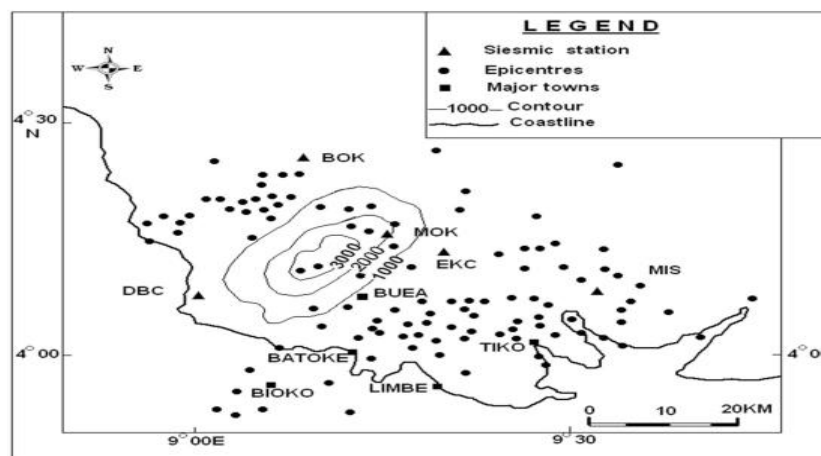 LEGEND
Siesmic station
Epicentres
Major towns
1000 Contour
Coastline
N
W E
S
4° 30
N
BOK
MOK
EKC
3000
2000
1000
MIS
DBC
BUEA
BATOKE
TIKO
4° 00
4° 0
BIOKO
LIMBE
0 10 20KM
9° 00E
9° 30